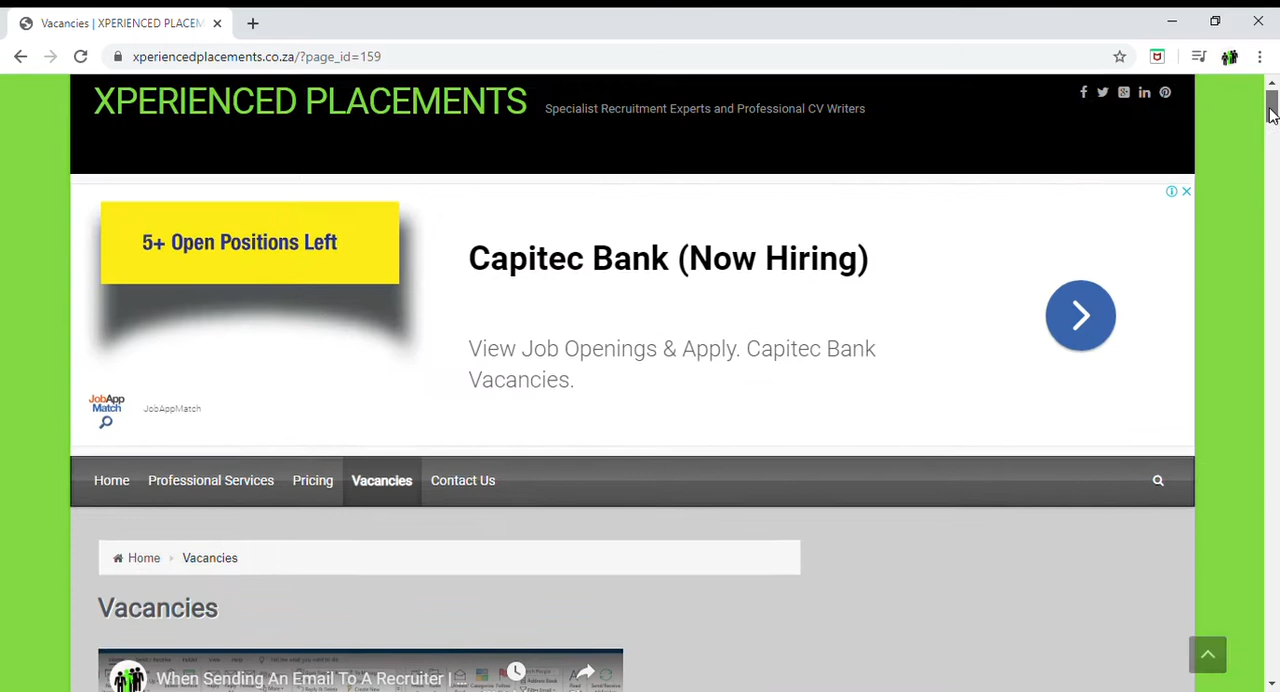 Vacancies | XPERIENCED PLACEM
xperiencedplacements.co.za/?page_id=159
XPERIENCED PLACEMENTS
Specialist Recruitment Experts and Professional CV Writers
5+ Open Positions Left
Capitec Bank (Now Hiring)
View Job Openings & Apply. Capitec Bank
Vacancies.
JobApp
Match
JobAppMatch
Home Professional Services Pricing Vacancies Contact Us
Home Vacancies
Vacancies
When Sending An Email To A Recruiter |...